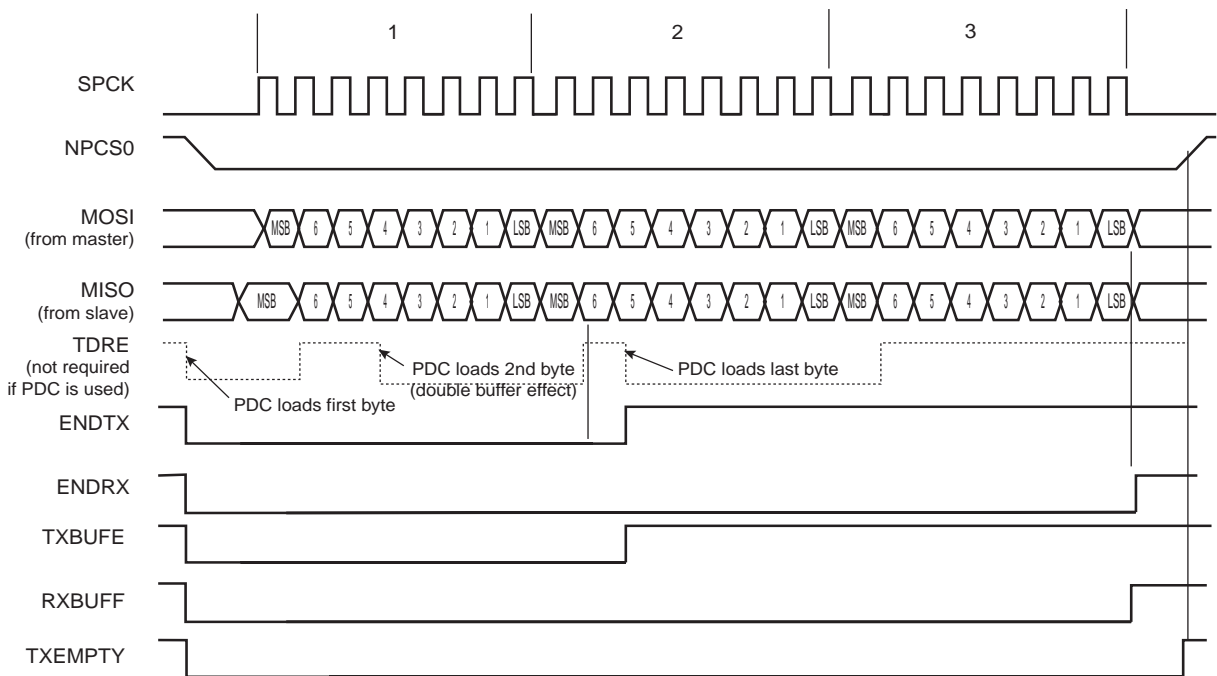 1 2 3
SPCK
NPCS0
MOSI
(from master)
MSB 6 5 4 3 2 1 LSB MSB 6 5 4 3 2 1 LSB MSB 6 5 4 3 2 1 LSB
MISO
(from slave)
MSB 6 5 4 3 2 1 LSB MSB 6 5 4 3 2 1 LSB MSB 6 5 4 3 2 1 LSB
TDRE
(not required
if PDC is used)
PDC loads first byte
PDC loads 2nd byte
(double buffer effect)
PDC loads last byte
ENDTX
ENDRX
TXBUFE
RXBUFF
TXEMPTY